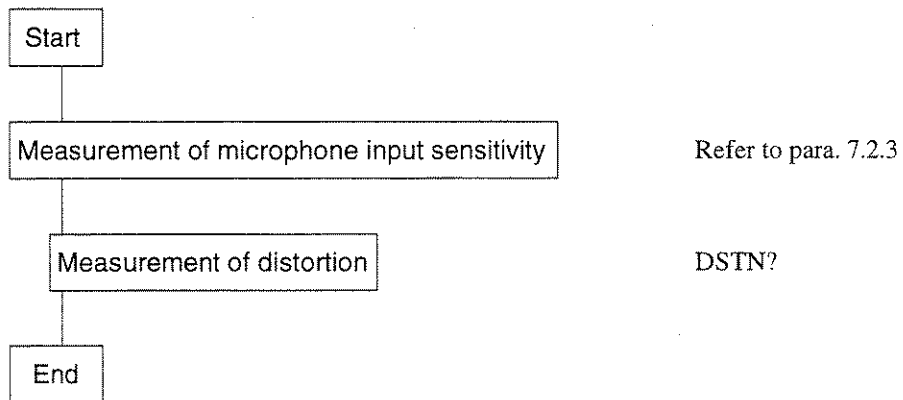 Start
Measurement of microphone input sensitivity Refer to para. 7.2.3
Measurement of distortion DSTN?
End